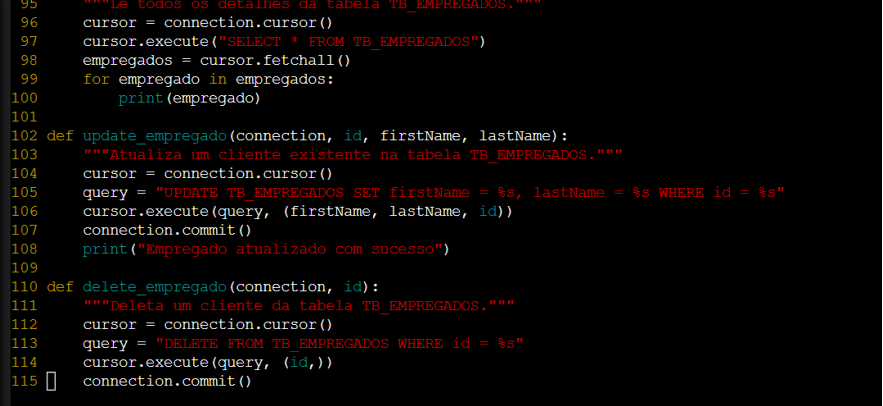 95     """Lê todos os detalhes da tabela TB_EMPREGADOS."""
96     cursor = connection.cursor()
97     cursor.execute("SELECT * FROM TB_EMPREGADOS")
98     empregados = cursor.fetchall()
99     for empregado in empregados:
100         print(empregado)
101
102 def update_empregado(connection, id, firstName, lastName):
103     """Atualiza um cliente existente na tabela TB_EMPREGADOS."""
104     cursor = connection.cursor()
105     query = "UPDATE TB_EMPREGADOS SET firstName = %s, lastName = %s WHERE id = %s"
106     cursor.execute(query, (firstName, lastName, id))
107     connection.commit()
108     print("Empregado atualizado com sucesso")
109
110 def delete_empregado(connection, id):
111     """Deleta um cliente da tabela TB_EMPREGADOS."""
112     cursor = connection.cursor()
113     query = "DELETE FROM TB_EMPREGADOS WHERE id = %s"
114     cursor.execute(query, (id,))
115     connection.commit()